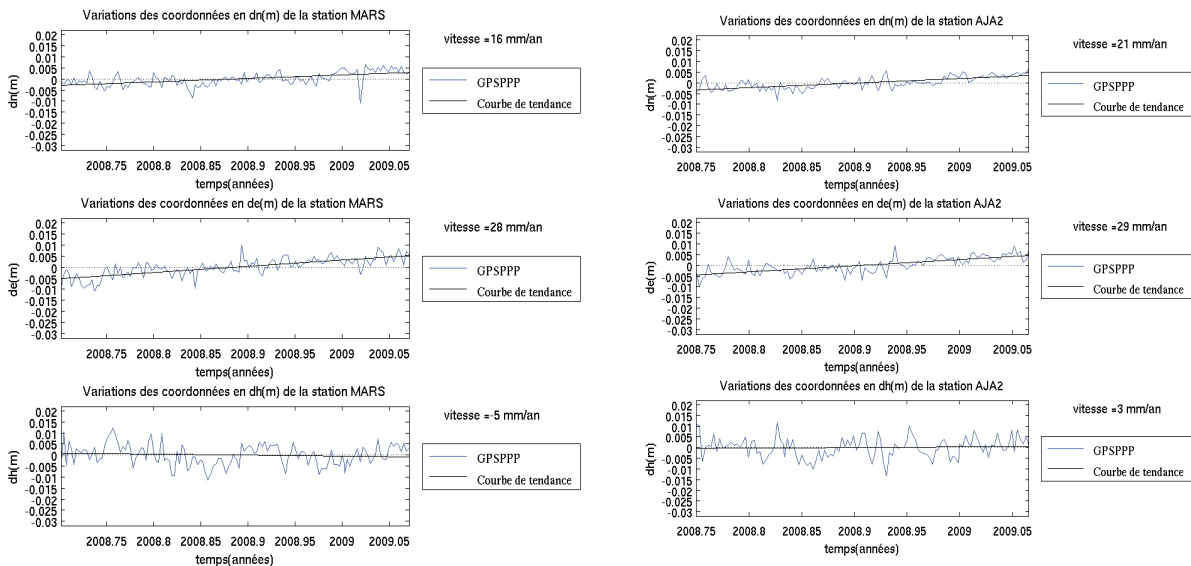 Variations des coordonnées en dn(m) de la station MARS
0.02
0.015
0.01
0.005
0
-0.005
-0.01
-0.015
-0.02
-0.025
-0.03
dn(m)
2008.75 2008.8 2008.85 2008.9 2008.95 2009 2009.05
temps(années)
vitesse =16 mm/an
GPSPPP
Courbe de tendance
Variations des coordonnées en de(m) de la station MARS
0.02
0.015
0.01
0.005
0
-0.005
-0.01
-0.015
-0.02
-0.025
-0.03
de(m)
2008.75 2008.8 2008.85 2008.9 2008.95 2009 2009.05
temps(années)
vitesse =28 mm/an
GPSPPP
Courbe de tendance
Variations des coordonnées en dh(m) de la station MARS
0.02
0.015
0.01
0.005
0
-0.005
-0.01
-0.015
-0.02
-0.025
-0.03
dh(m)
2008.75 2008.8 2008.85 2008.9 2008.95 2009 2009.05
temps(années)
vitesse =-5 mm/an
GPSPPP
Courbe de tendance
Variations des coordonnées en dn(m) de la station AJA2
0.02
0.015
0.01
0.005
0
-0.005
-0.01
-0.015
-0.02
-0.025
-0.03
dn(m)
2008.75 2008.8 2008.85 2008.9 2008.95 2009 2009.05
temps(années)
vitesse =21 mm/an
GPSPPP
Courbe de tendance
Variations des coordonnées en de(m) de la station AJA2
0.02
0.015
0.01
0.005
0
-0.005
-0.01
-0.015
-0.02
-0.025
-0.03
de(m)
2008.75 2008.8 2008.85 2008.9 2008.95 2009 2009.05
temps(années)
vitesse =29 mm/an
GPSPPP
Courbe de tendance
Variations des coordonnées en dh(m) de la station AJA2
0.02
0.015
0.01
0.005
0
-0.005
-0.01
-0.015
-0.02
-0.025
-0.03
dh(m)
2008.75 2008.8 2008.85 2008.9 2008.95 2009 2009.05
temps(années)
vitesse =3 mm/an
GPSPPP
Courbe de tendance